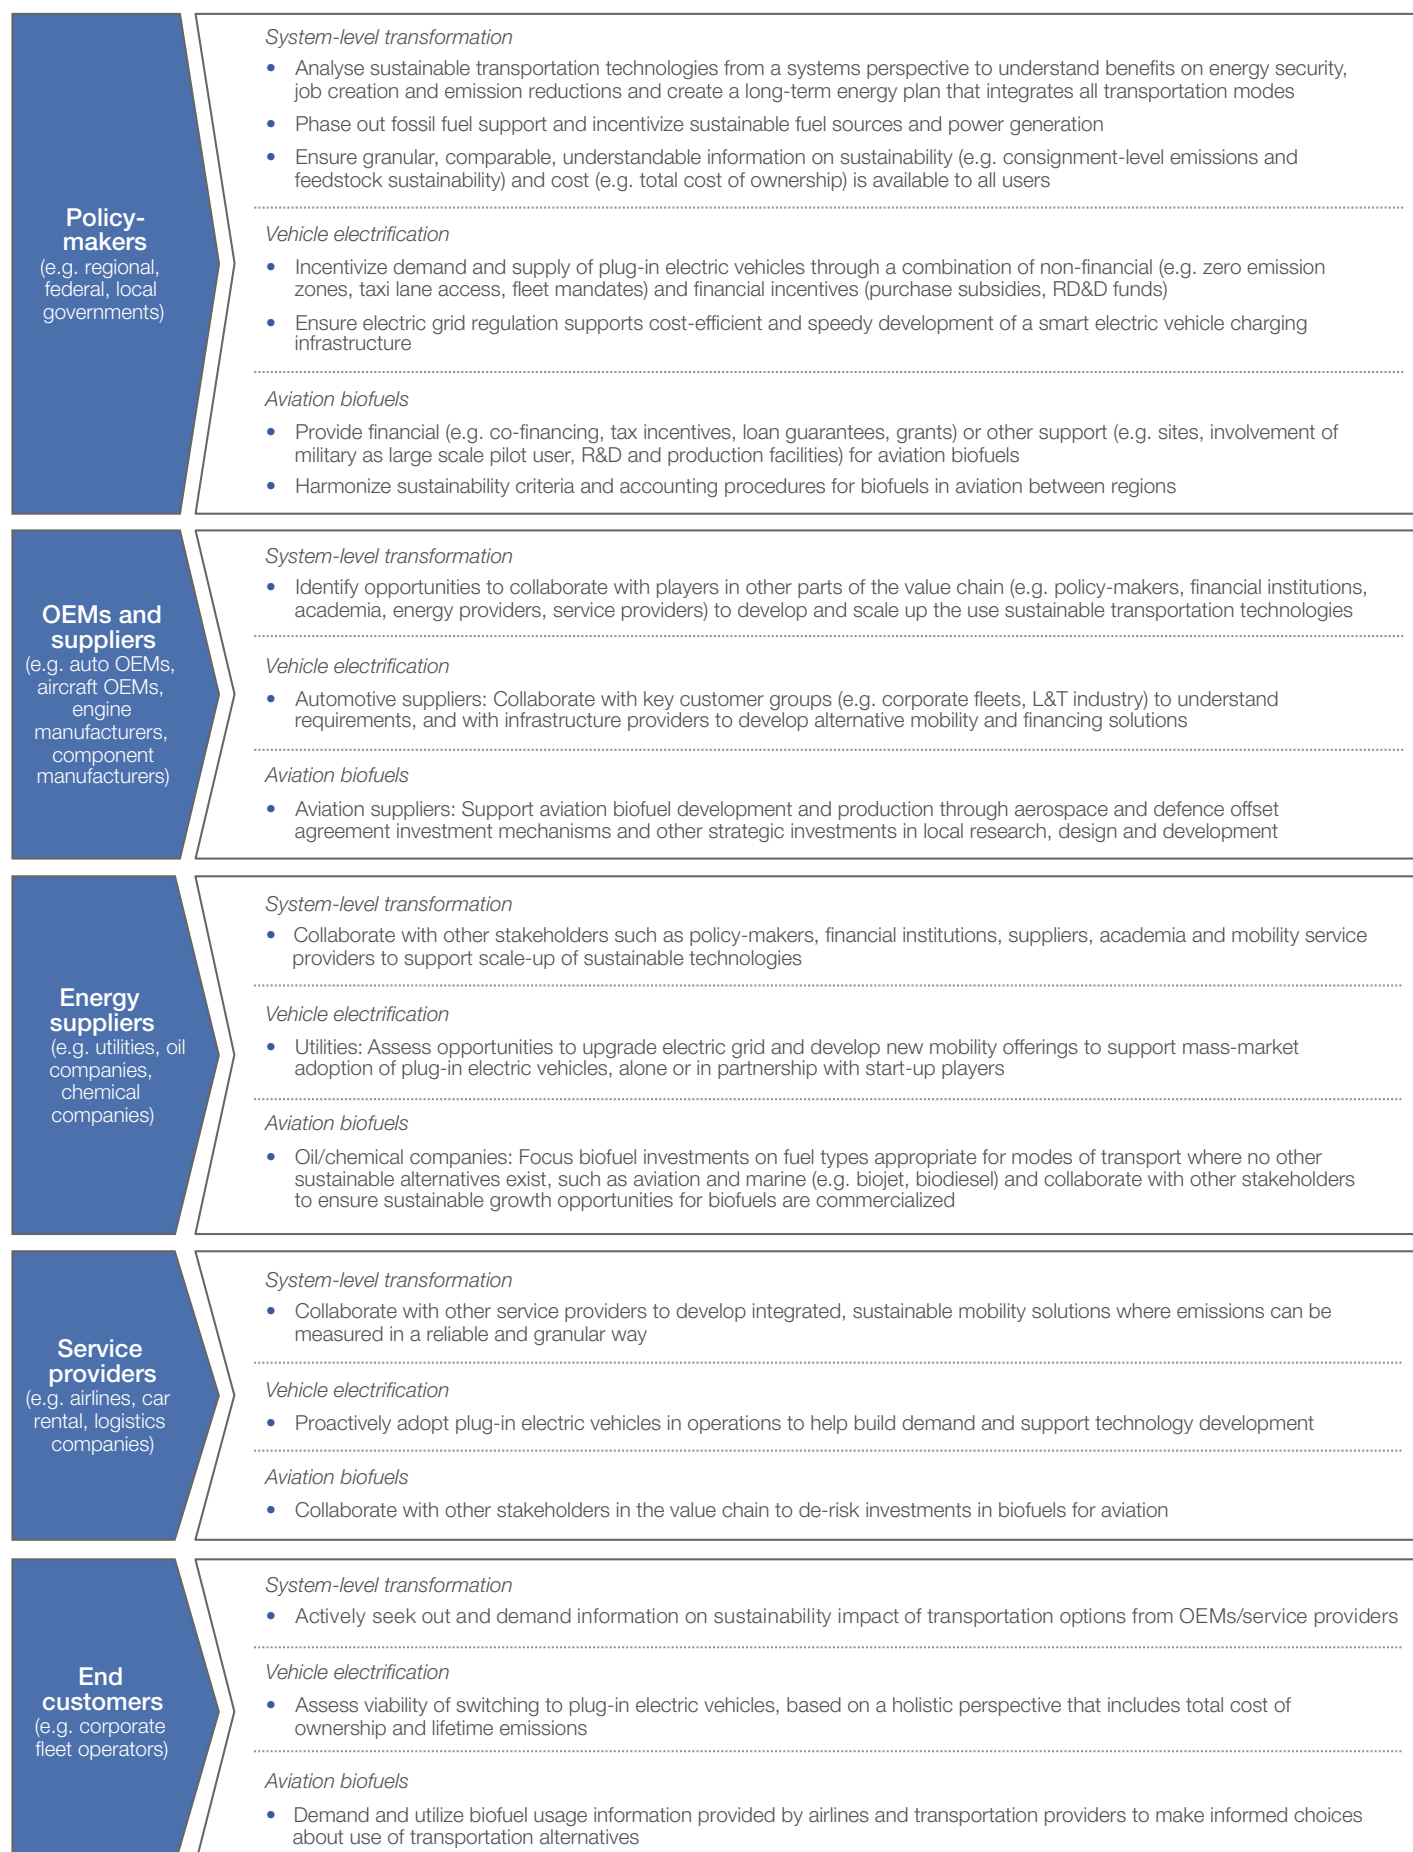 Policy-
makers
(e.g. regional,
federal, local
governments)
System-level transformation
• Analyse sustainable transportation technologies from a systems perspective to understand benefits on energy security,
job creation and emission reductions and create a long-term energy plan that integrates all transportation modes
• Phase out fossil fuel support and incentivize sustainable fuel sources and power generation
• Ensure granular, comparable, understandable information on sustainability (e.g. consignment-level emissions and
feedstock sustainability) and cost (e.g. total cost of ownership) is available to all users
Vehicle electrification
• Incentivize demand and supply of plug-in electric vehicles through a combination of non-financial (e.g. zero emission
zones, taxi lane access, fleet mandates) and financial incentives (purchase subsidies, RD&D funds)
• Ensure electric grid regulation supports cost-efficient and speedy development of a smart electric vehicle charging
infrastructure
Aviation biofuels
• Provide financial (e.g. co-financing, tax incentives, loan guarantees, grants) or other support (e.g. sites, involvement of
military as large scale pilot user, R&D and production facilities) for aviation biofuels
• Harmonize sustainability criteria and accounting procedures for biofuels in aviation between regions
OEMs and
suppliers
(e.g. auto OEMs,
aircraft OEMs,
engine
manufacturers,
component
manufacturers)
System-level transformation
• Identify opportunities to collaborate with players in other parts of the value chain (e.g. policy-makers, financial institutions,
academia, energy providers, service providers) to develop and scale up the use sustainable transportation technologies
Vehicle electrification
• Automotive suppliers: Collaborate with key customer groups (e.g. corporate fleets, L&T industry) to understand
requirements, and with infrastructure providers to develop alternative mobility and financing solutions
Aviation biofuels
• Aviation suppliers: Support aviation biofuel development and production through aerospace and defence offset
agreement investment mechanisms and other strategic investments in local research, design and development
Energy
suppliers
(e.g. utilities, oil
companies,
chemical
companies)
System-level transformation
• Collaborate with other stakeholders such as policy-makers, financial institutions, suppliers, academia and mobility service
providers to support scale-up of sustainable technologies
Vehicle electrification
• Utilities: Assess opportunities to upgrade electric grid and develop new mobility offerings to support mass-market
adoption of plug-in electric vehicles, alone or in partnership with start-up players
Aviation biofuels
• Oil/chemical companies: Focus biofuel investments on fuel types appropriate for modes of transport where no other
sustainable alternatives exist, such as aviation and marine (e.g. biojet, biodiesel) and collaborate with other stakeholders
to ensure sustainable growth opportunities for biofuels are commercialized
Service
providers
(e.g. airlines, car
rental, logistics
companies)
System-level transformation
• Collaborate with other service providers to develop integrated, sustainable mobility solutions where emissions can be
measured in a reliable and granular way
Vehicle electrification
• Proactively adopt plug-in electric vehicles in operations to help build demand and support technology development
Aviation biofuels
• Collaborate with other stakeholders in the value chain to de-risk investments in biofuels for aviation
End
customers
(e.g. corporate
fleet operators)
System-level transformation
• Actively seek out and demand information on sustainability impact of transportation options from OEMs/service providers
Vehicle electrification
• Assess viability of switching to plug-in electric vehicles, based on a holistic perspective that includes total cost of
ownership and lifetime emissions
Aviation biofuels
• Demand and utilize biofuel usage information provided by airlines and transportation providers to make informed choices
about use of transportation alternatives